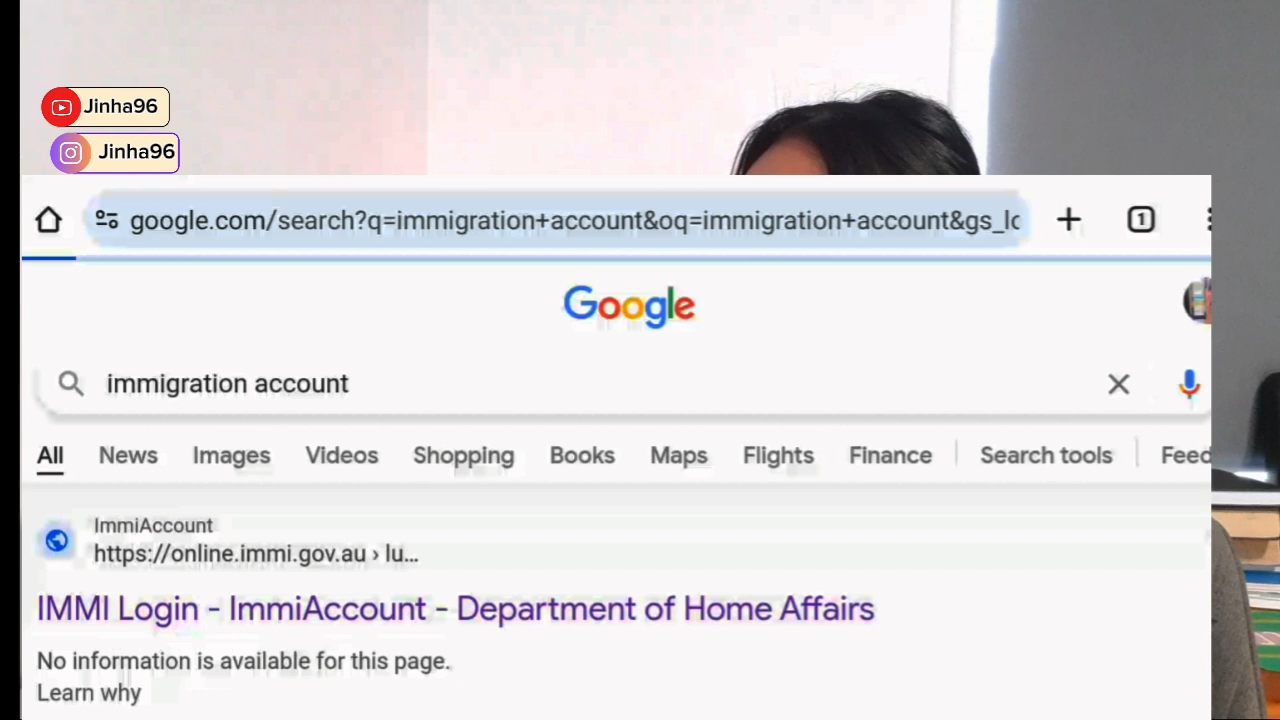 Jinha96
Jinha96
google.com/search?q=immigration+account&oq=immigration+account&gs_lc
1
Google
immigration account
All News Images Videos Shopping Books Maps Flights Finance Search tools Feed
ImmiAccount
https://online.immi.gov.au › lu...
IMMI Login - ImmiAccount - Department of Home Affairs
No information is available for this page.
Learn why